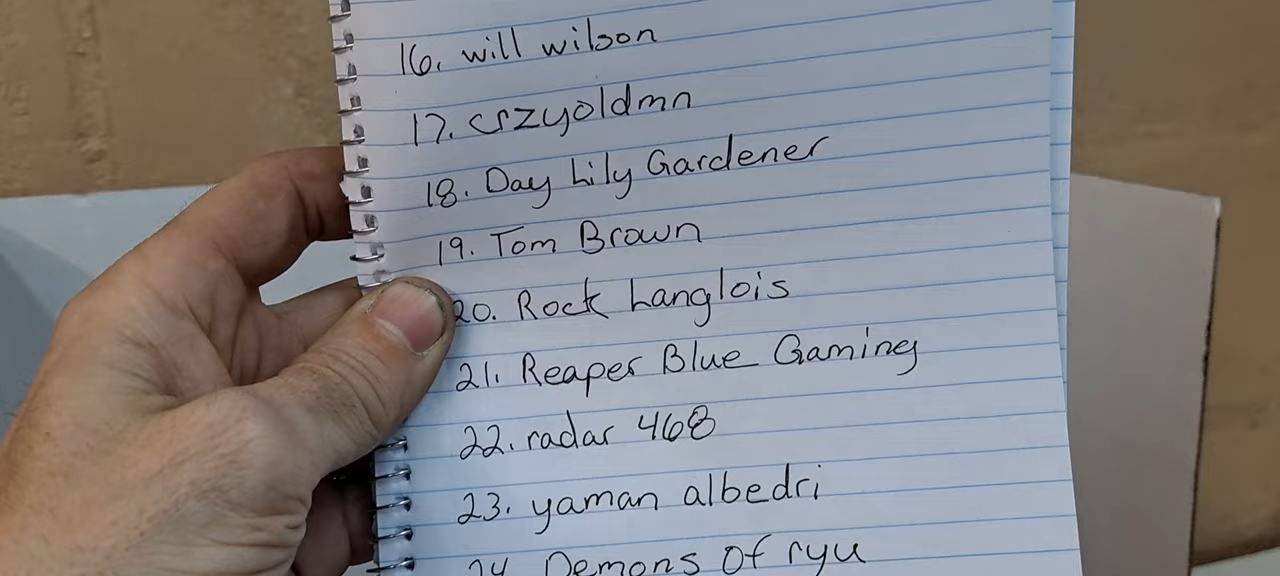 16. will wilson
17. crzyoldmn
18. Day Lily Gardener
19. Tom Brown
20. Rock Langlois
21. Reaper Blue Gaming
22. radar 468
23. yaman albedri
24. Demons Of ryu